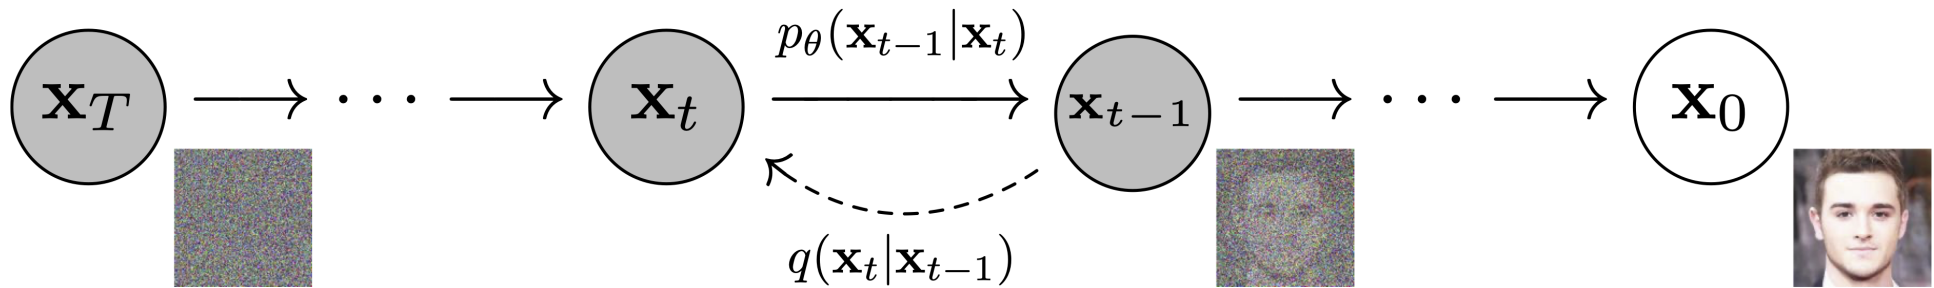 p_θ(x_{t−1}|x_t)
x_T ⟶ ··· ⟶ x_t ⟶ x_{t−1} ⟶ ··· ⟶ x_0
q(x_t|x_{t−1})